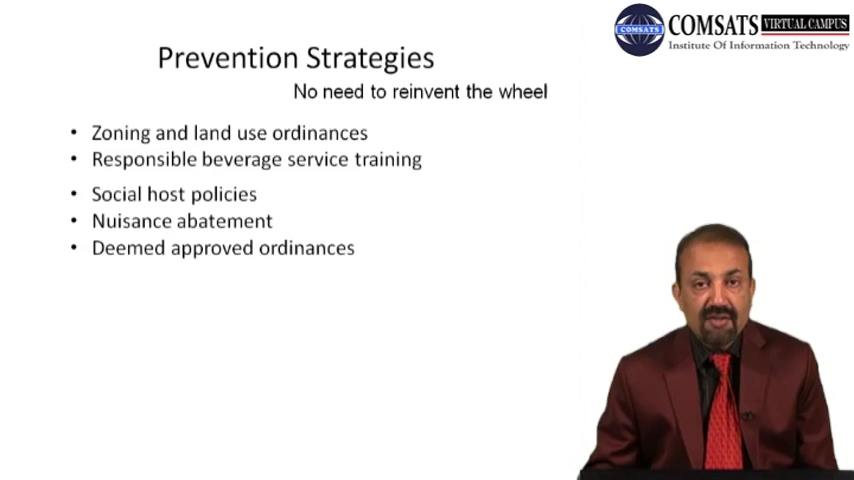 COMSATS VIRTUAL CAMPUS
COMSATS
Institute Of Information Technology
Prevention Strategies
No need to reinvent the wheel
• Zoning and land use ordinances
• Responsible beverage service training
• Social host policies
• Nuisance abatement
• Deemed approved ordinances